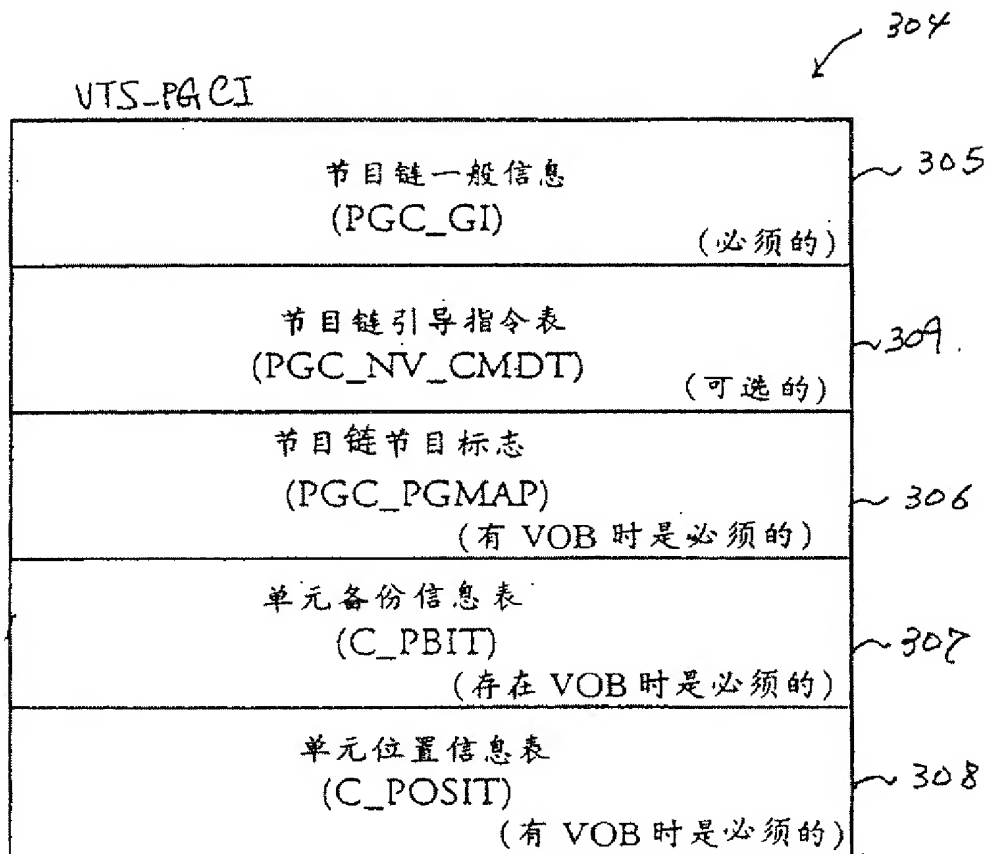 304
VTS-PGCI
节目链一般信息
(PGC_GI)
(必须的)
305
节目链引导指令表
(PGC_NV_CMDT)
(可选的)
309.
节目链节目标志
(PGC_PGMAP)
(有 VOB 时是必须的)
306
单元备份信息表
(C_PBIT)
(存在 VOB 时是必须的)
307
单元位置信息表
(C_POSIT)
(有 VOB 时是必须的)
308